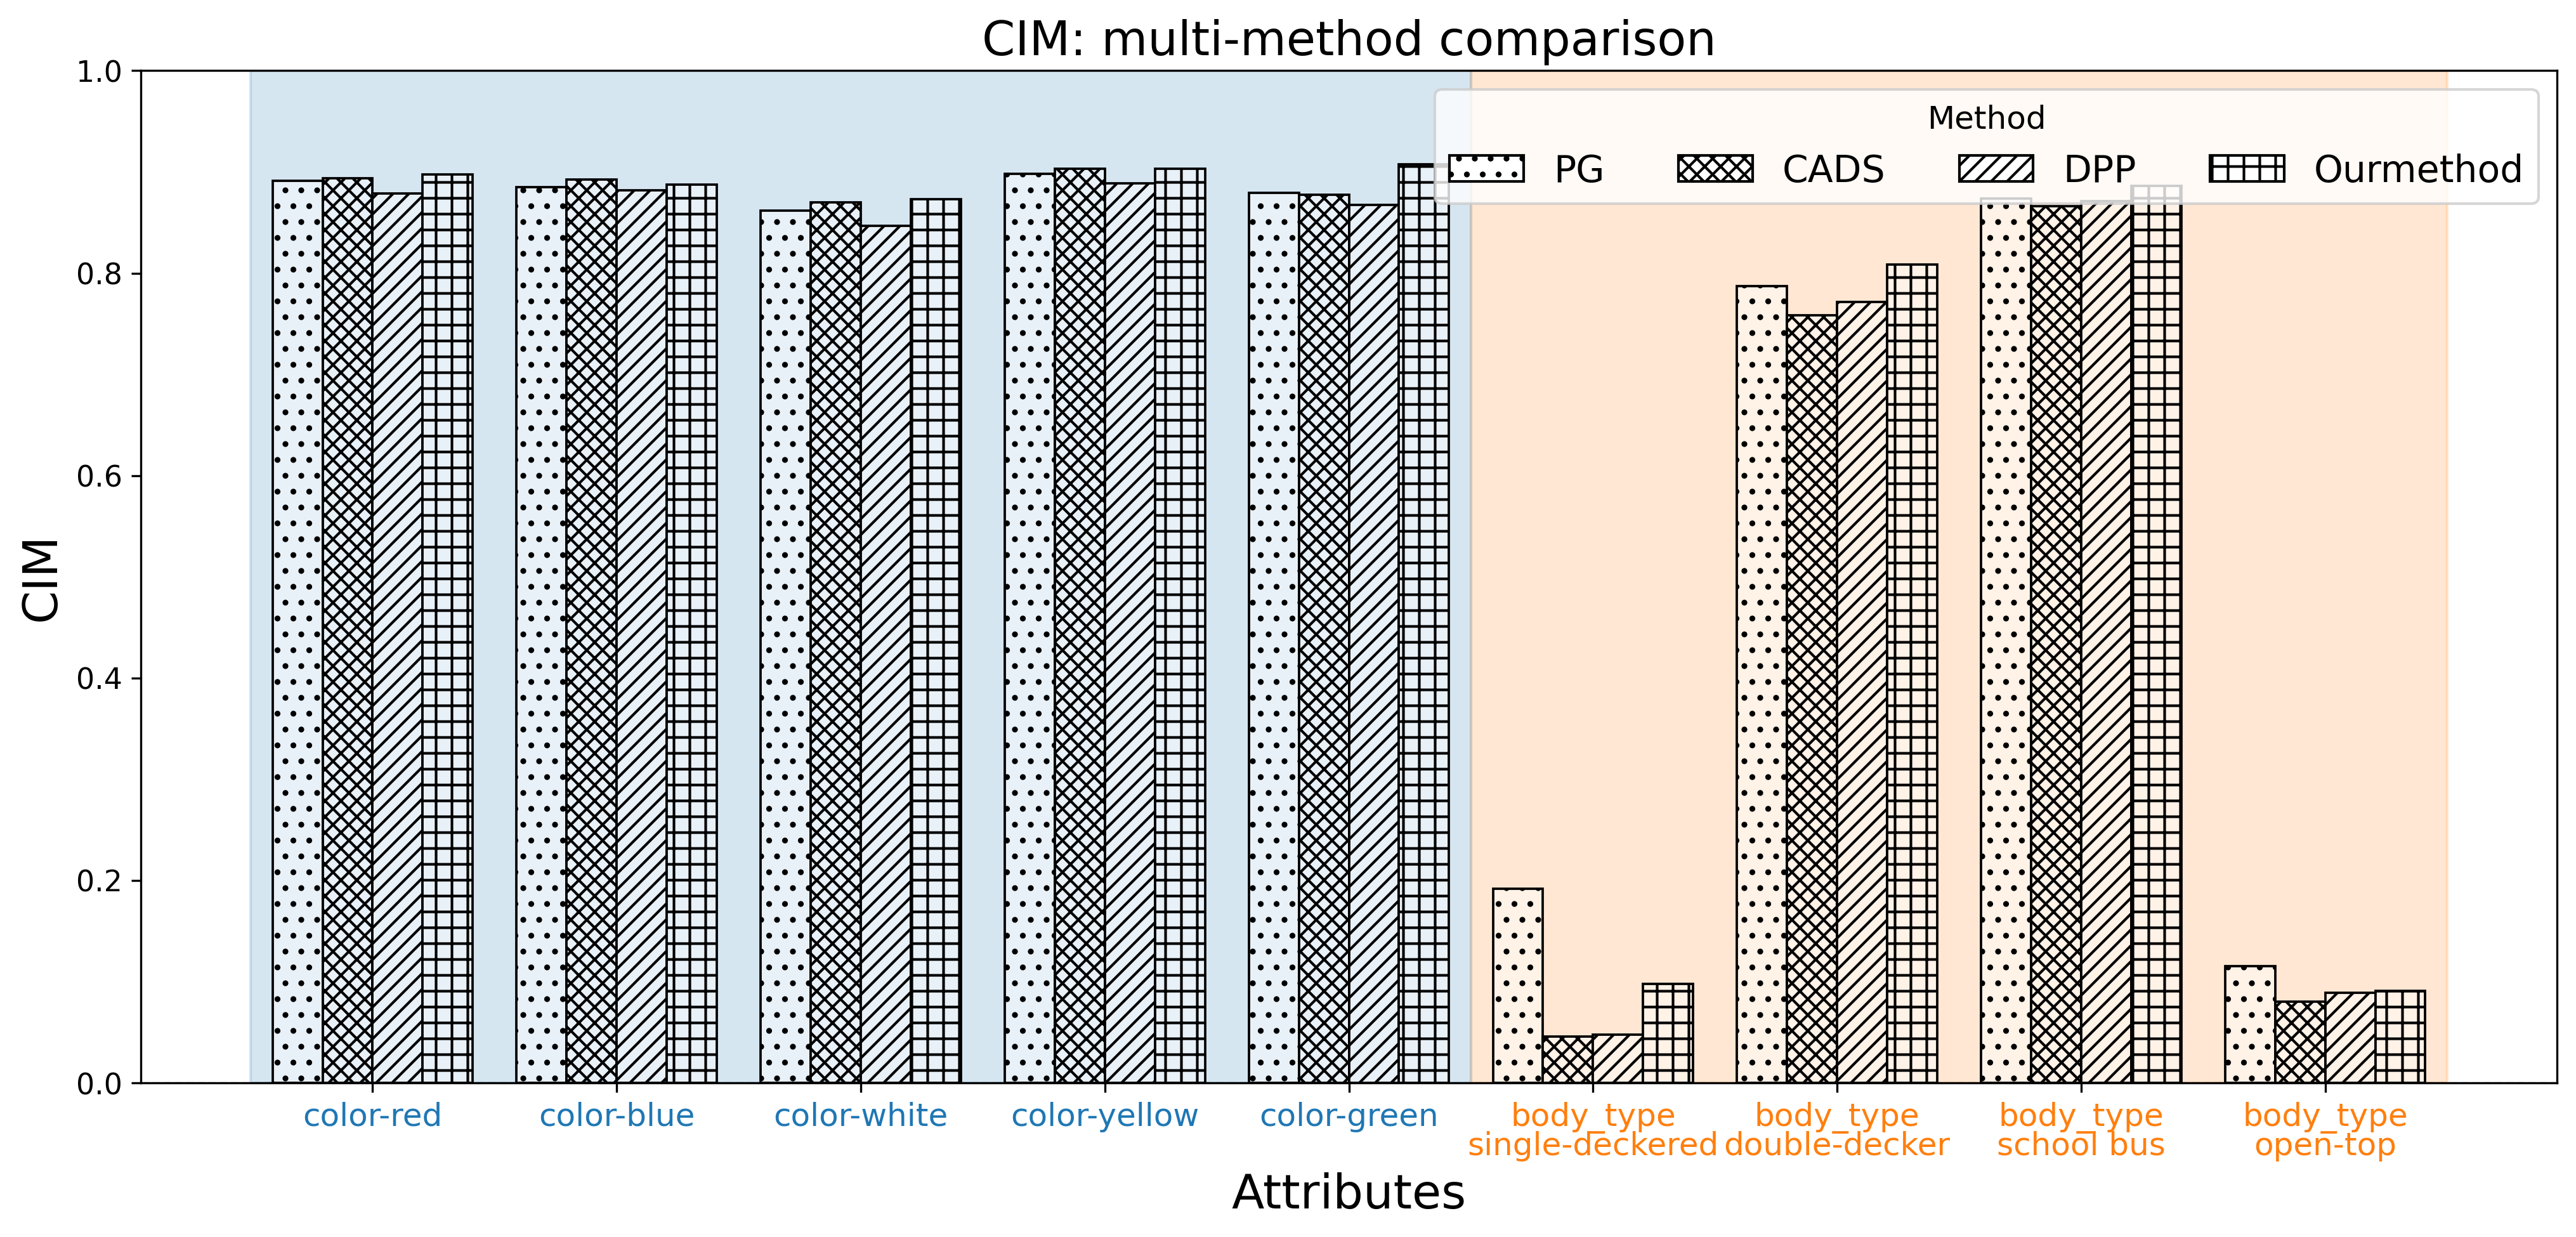 CIM: multi-method comparison
Method
PG CADS DPP Ourmethod
1.0
0.8
0.6
0.4
0.2
0.0
CIM
color-red color-blue color-white color-yellow color-green body_type body_type body_type body_type
single-deckered double-decker school bus open-top
Attributes